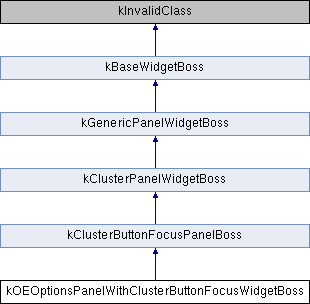 kInvalidClass
kBaseWidgetBoss
kGenericPanelWidgetBoss
kClusterPanelWidgetBoss
kClusterButtonFocusPanelBoss
kOEOptionsPanelWithClusterButtonFocusWidgetBoss